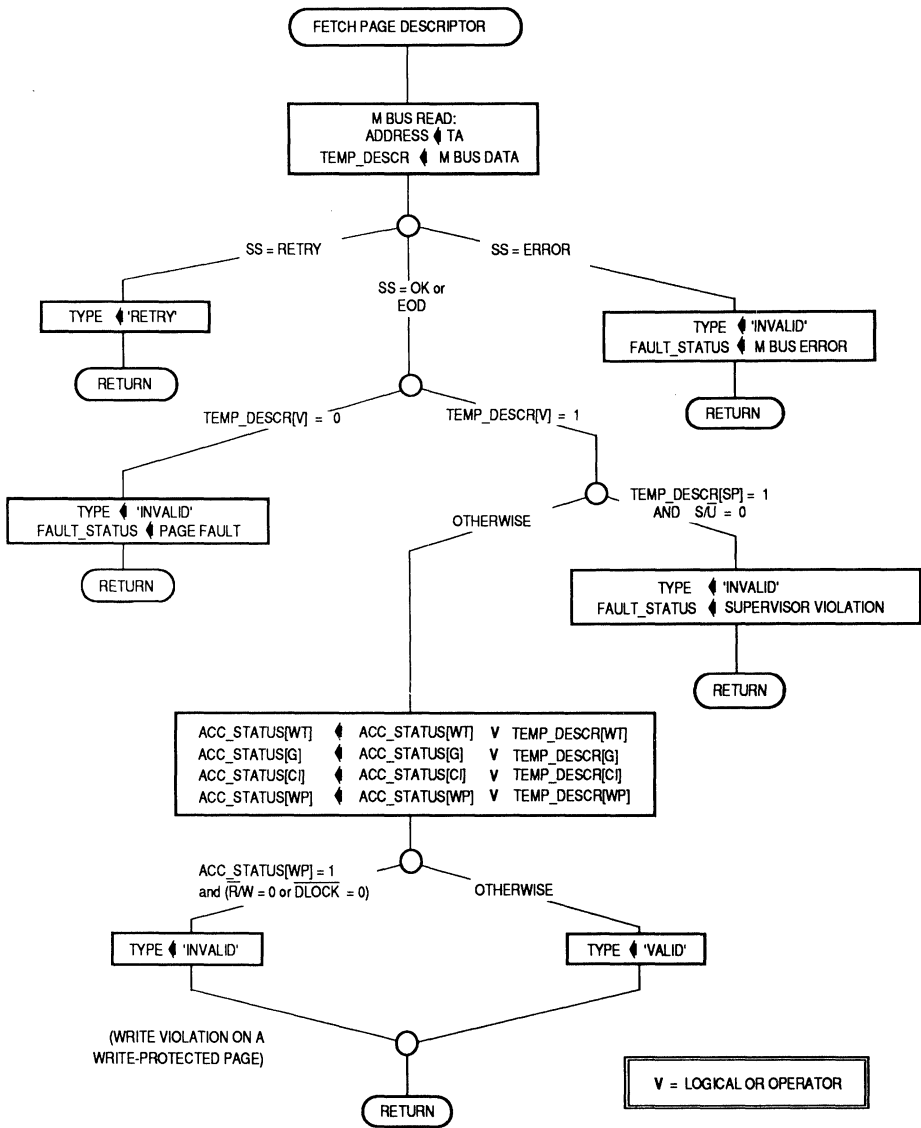 FETCH PAGE DESCRIPTOR
M BUS READ:
ADDRESS ⧫ TA
TEMP_DESCR ⧫ M BUS DATA
SS = RETRY
SS = ERROR
SS = OK or
EOD
TYPE ⧫ 'RETRY'
RETURN
TYPE ⧫ 'INVALID'
FAULT_STATUS ⧫ M BUS ERROR
RETURN
TEMP_DESCR[V] = 0
TEMP_DESCR[V] = 1
TYPE ⧫ 'INVALID'
FAULT_STATUS ⧫ PAGE FAULT
RETURN
OTHERWISE
TEMP_DESCR[SP] = 1
AND S/U̅ = 0
TYPE ⧫ 'INVALID'
FAULT_STATUS ⧫ SUPERVISOR VIOLATION
RETURN
ACC_STATUS[WT] ⧫ ACC_STATUS[WT] V TEMP_DESCR[WT]
ACC_STATUS[G] ⧫ ACC_STATUS[G] V TEMP_DESCR[G]
ACC_STATUS[CI] ⧫ ACC_STATUS[CI] V TEMP_DESCR[CI]
ACC_STATUS[WP] ⧫ ACC_STATUS[WP] V TEMP_DESCR[WP]
ACC_STATUS[WP] = 1
and (R̅/W = 0 or D̅L̅O̅C̅K̅ = 0)
OTHERWISE
TYPE ⧫ 'INVALID'
TYPE ⧫ 'VALID'
(WRITE VIOLATION ON A
WRITE-PROTECTED PAGE)
RETURN
V = LOGICAL OR OPERATOR